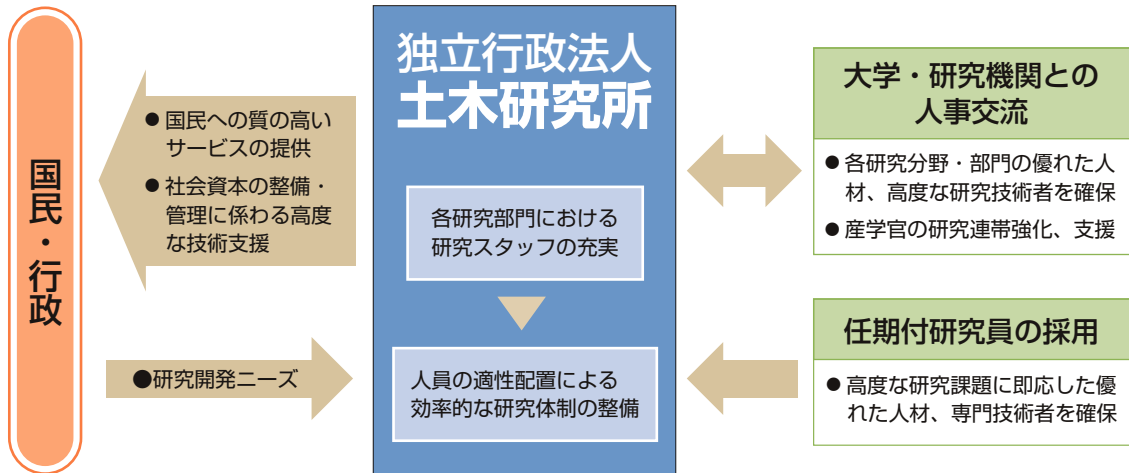 国民・行政
● 国民への質の高い
サービスの提供
● 社会資本の整備・
管理に係わる高度
な技術支援
●研究開発ニーズ
独立行政法人
土木研究所
各研究部門における
研究スタッフの充実
人員の適性配置による
効率的な研究体制の整備
大学・研究機関との
人事交流
● 各研究分野・部門の優れた人
材、高度な研究技術者を確保
● 産学官の研究連帯強化、支援
任期付研究員の採用
● 高度な研究課題に即応した優
れた人材、専門技術者を確保